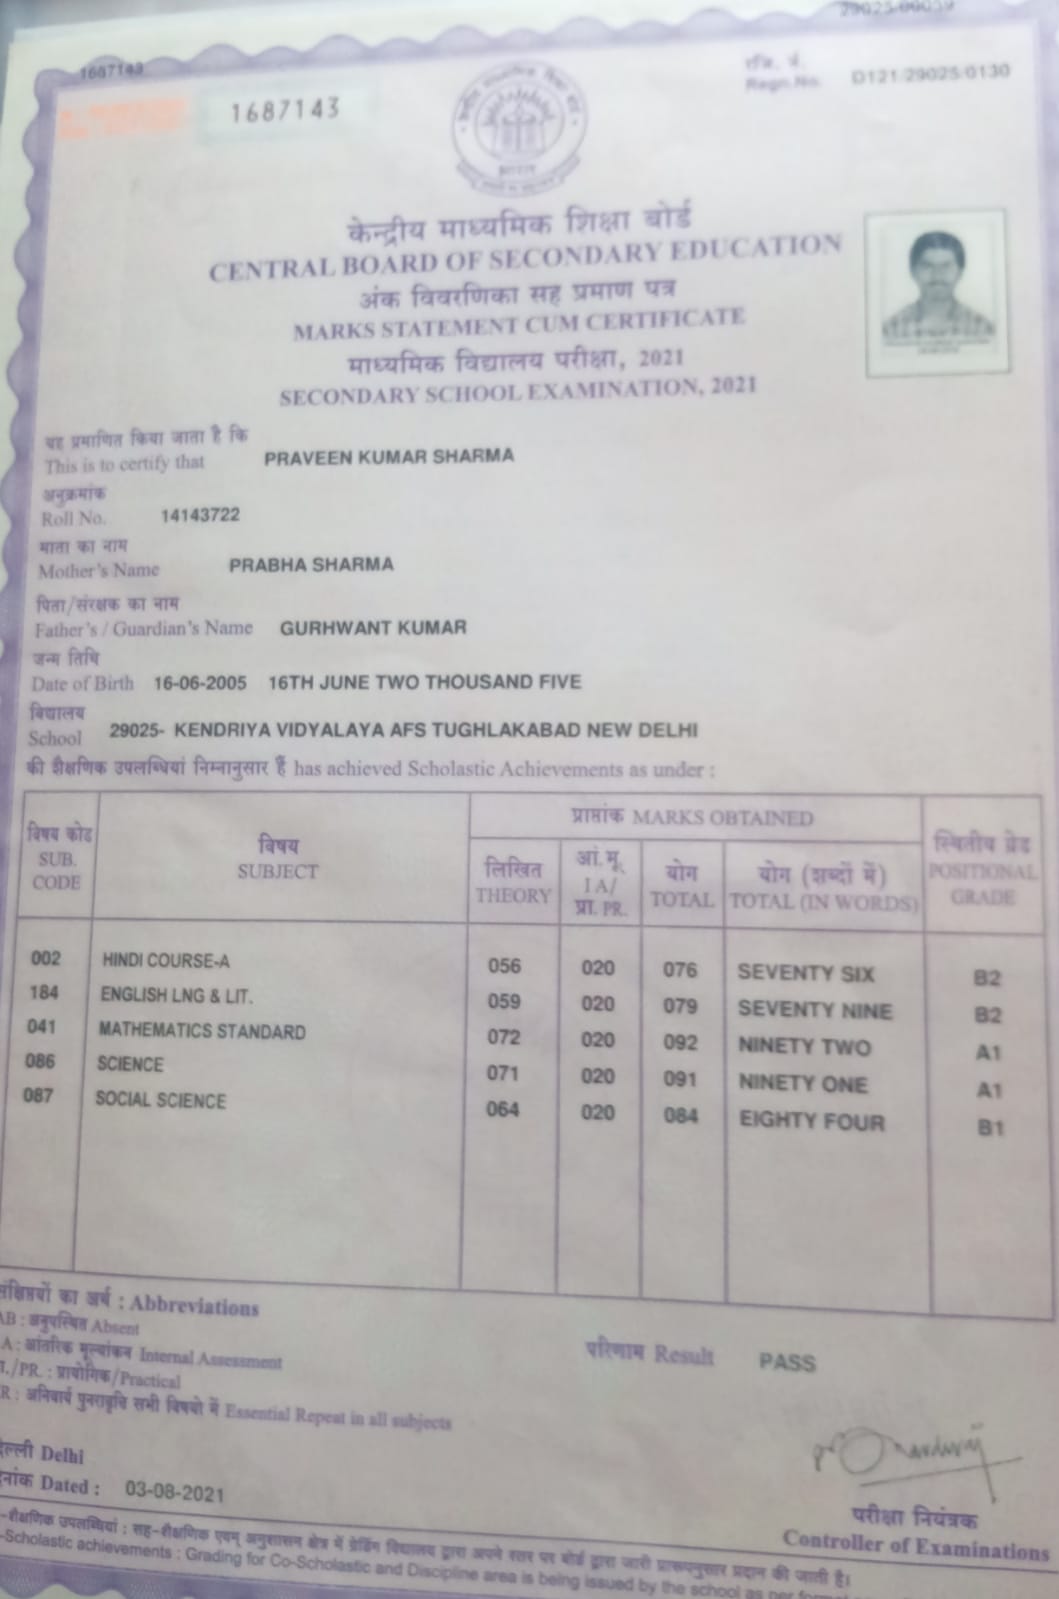 29025-00059
1687143
1687143
रजि. नं.
Regn.No. D121/29025/0130
भारत
केन्द्रीय माध्यमिक शिक्षा बोर्ड
CENTRAL BOARD OF SECONDARY EDUCATION
अंक विवरणिका सह प्रमाण पत्र
MARKS STATEMENT CUM CERTIFICATE
माध्यमिक विद्यालय परीक्षा, 2021
SECONDARY SCHOOL EXAMINATION, 2021
यह प्रमाणित किया जाता है कि
This is to certify that PRAVEEN KUMAR SHARMA
अनुक्रमांक
Roll No. 14143722
माता का नाम
Mother's Name PRABHA SHARMA
पिता/संरक्षक का नाम
Father's / Guardian's Name GURHWANT KUMAR
जन्म तिथि
Date of Birth 16-06-2005 16TH JUNE TWO THOUSAND FIVE
विद्यालय
School 29025- KENDRIYA VIDYALAYA AFS TUGHLAKABAD NEW DELHI
की शैक्षणिक उपलब्धियां निम्नानुसार हैं has achieved Scholastic Achievements as under :
विषय कोड
SUB.
CODE
विषय
SUBJECT
प्राप्तांक MARKS OBTAINED
लिखित
THEORY
आं.मू.
I A/
प्रा. PR.
योग
TOTAL
योग (शब्दों में)
TOTAL (IN WORDS)
स्थितीय ग्रेड
POSITIONAL
GRADE
002 HINDI COURSE-A 056 020 076 SEVENTY SIX B2
184 ENGLISH LNG & LIT. 059 020 079 SEVENTY NINE B2
041 MATHEMATICS STANDARD 072 020 092 NINETY TWO A1
086 SCIENCE 071 020 091 NINETY ONE A1
087 SOCIAL SCIENCE 064 020 084 EIGHTY FOUR B1
संक्षिप्तियों का अर्थ : Abbreviations
AB : अनुपस्थित Absent
A : आंतरिक मूल्यांकन Internal Assessment
./PR. : प्रायोगिक/Practical
R : अनिवार्य पुनरावृत्ति सभी विषयो में Essential Repeat in all subjects
परिणाम Result PASS
दिल्ली Delhi
दिनांक Dated : 03-08-2021
परीक्षा नियंत्रक
Controller of Examinations
-शैक्षणिक उपलब्धियां : सह-शैक्षणिक एवम् अनुशासन क्षेत्र में ग्रेडिंग विद्यालय द्वारा अपने स्तर पर बोर्ड द्वारा जारी प्रारूपनुसार प्रदान की जाती है।
-Scholastic achievements : Grading for Co-Scholastic and Discipline area is being issued by the school as per format